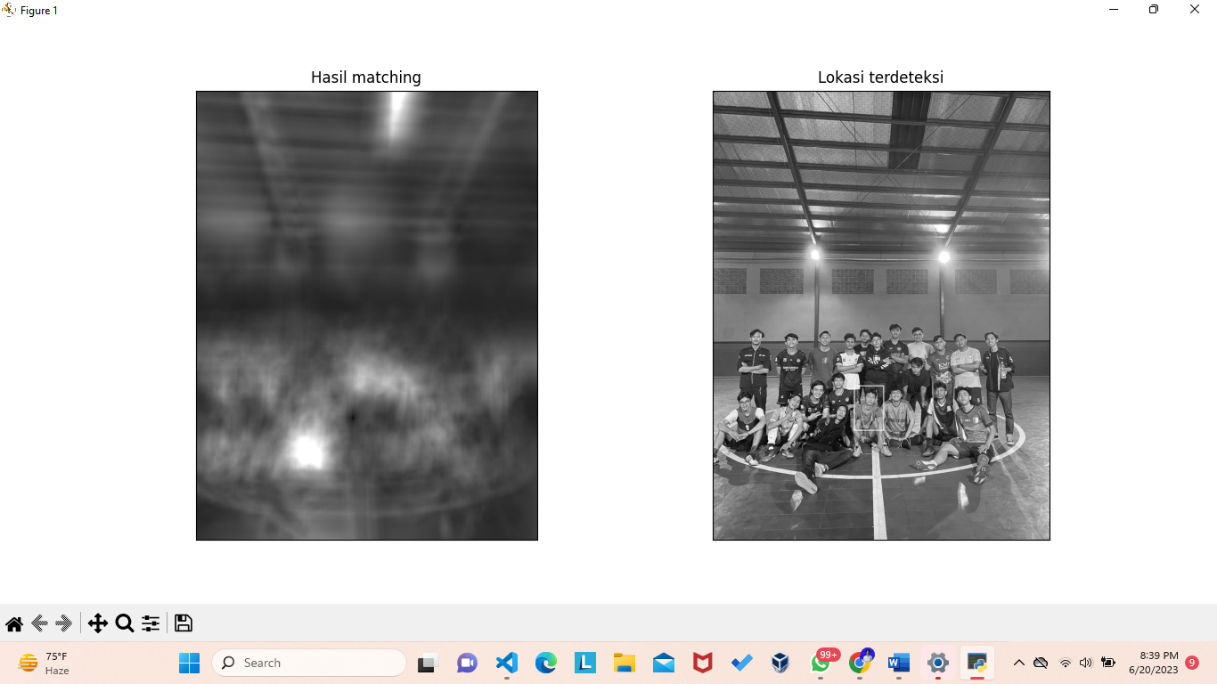 Figure 1
Hasil matching
Lokasi terdeteksi
75°F
Haze
Search
99+
8:39 PM
6/20/2023
9